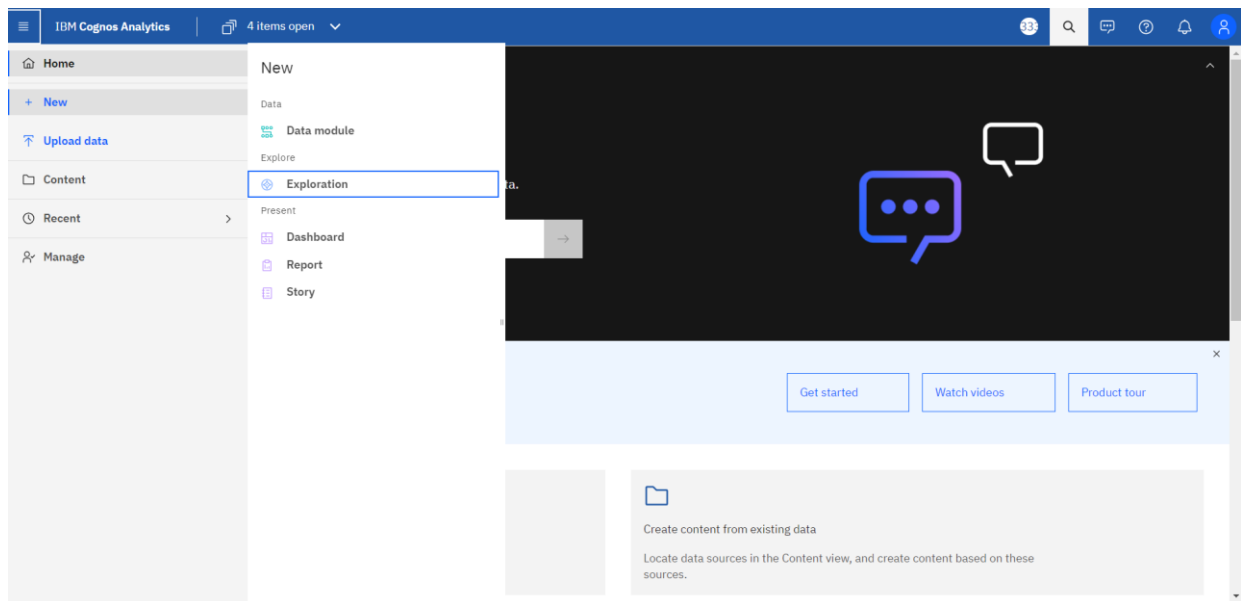 IBM Cognos Analytics
4 items open
Home
+ New
Upload data
Content
Recent
Manage
New
Data
Data module
Explore
Exploration
Present
Dashboard
Report
Story
ta.
Get started
Watch videos
Product tour
Create content from existing data
Locate data sources in the Content view, and create content based on these
sources.